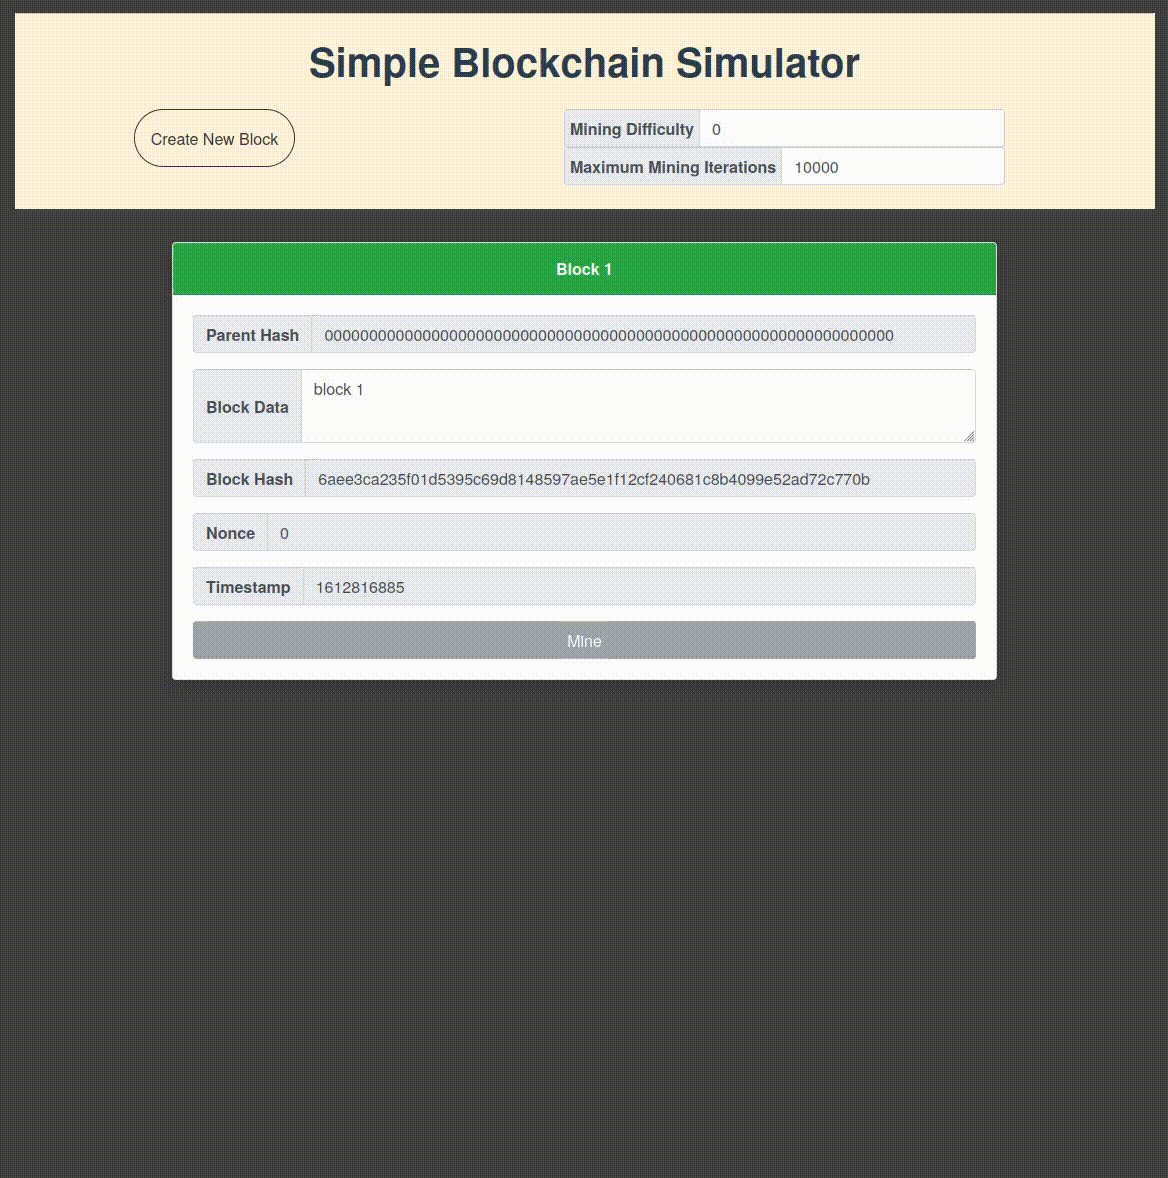 Simple Blockchain Simulator
Create New Block
Mining Difficulty 0
Maximum Mining Iterations 10000
Block 1
Parent Hash 0000000000000000000000000000000000000000000000000000000000000000
Block Data block 1
Block Hash 6aee3ca235f01d5395c69d8148597ae5e1f12cf240681c8b4099e52ad72c770b
Nonce 0
Timestamp 1612816885
Mine